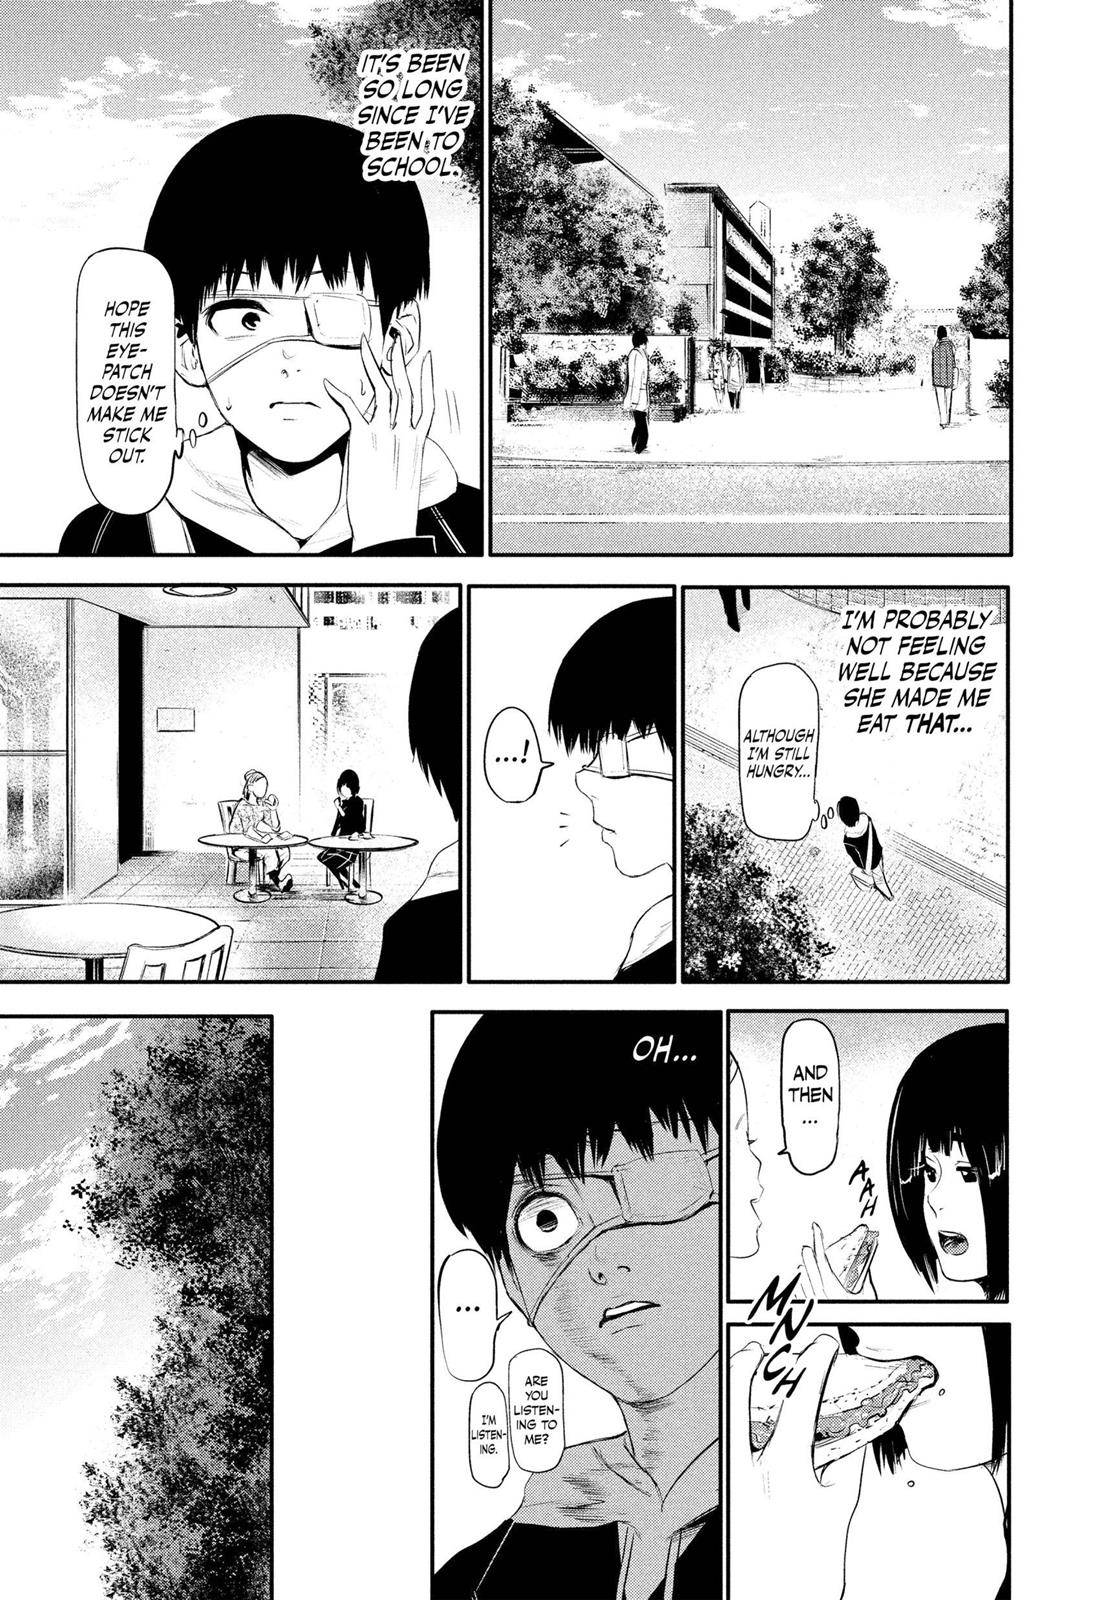 IT'S BEEN
SO LONG
SINCE I'VE
BEEN TO
SCHOOL.
HOPE
THIS
EYE-
PATCH
DOESN'T
MAKE ME
STICK
OUT.
I'M PROBABLY
NOT FEELING
WELL BECAUSE
SHE MADE ME
EAT THAT...
ALTHOUGH
I'M STILL
HUNGRY...
...!
AND
THEN
...
AAH
MNCH
OH...
...
ARE
YOU
LISTEN-
ING TO
ME?
I'M
LISTEN-
ING.